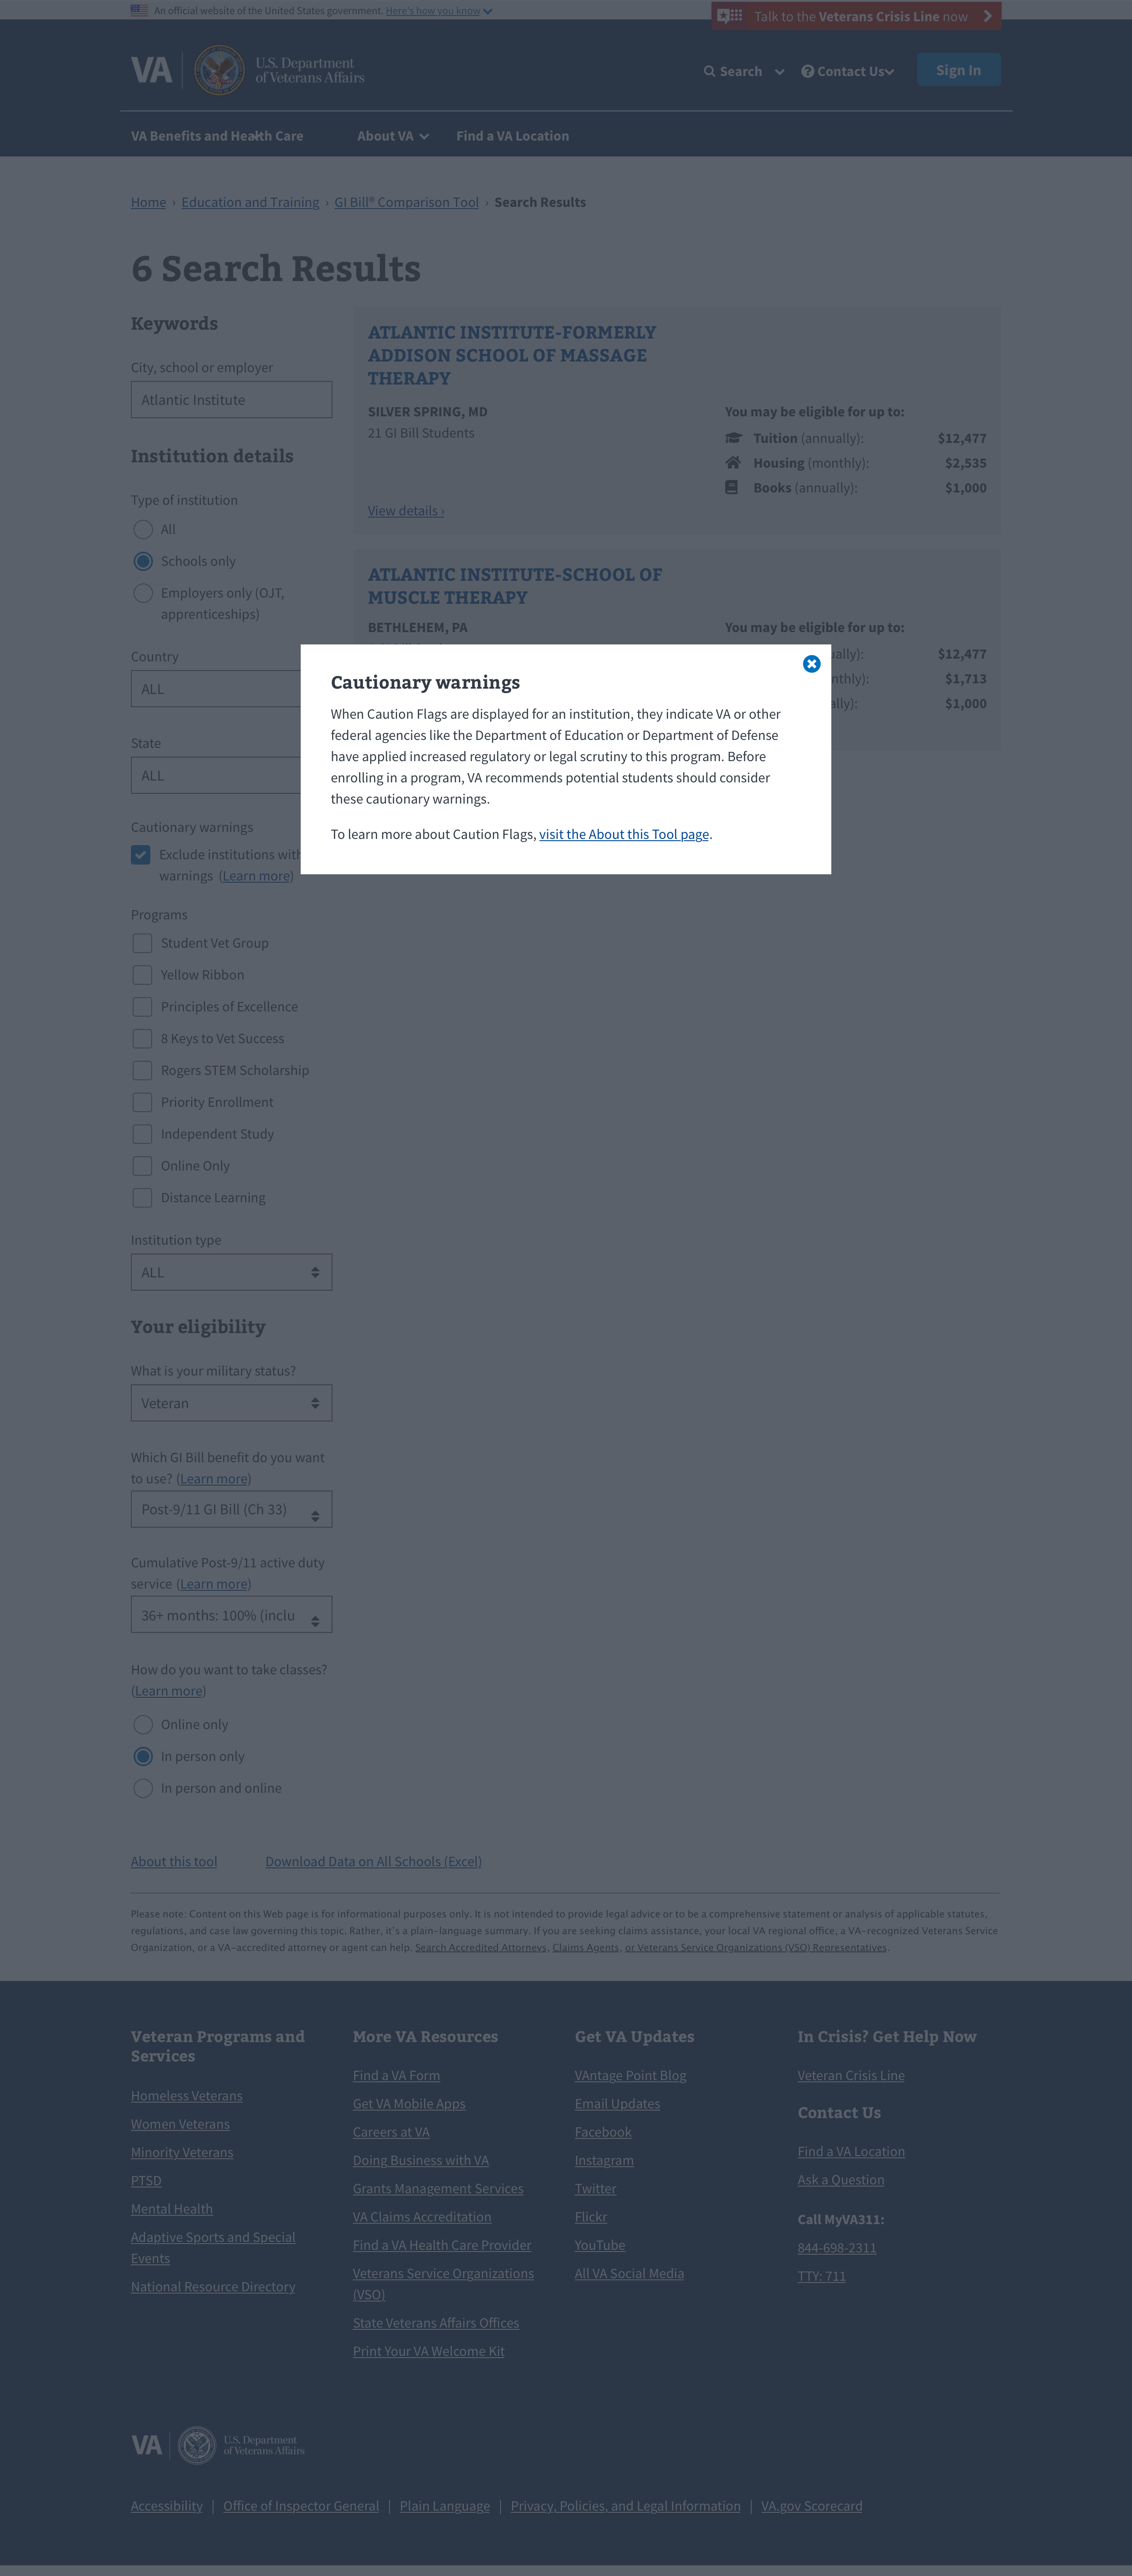 An official website of the United States government. Here's how you know
Talk to the Veterans Crisis Line now
VA
U.S. Department
of Veterans Affairs
Search
Contact Us
Sign In
VA Benefits and Health Care
About VA
Find a VA Location
Home › Education and Training › GI Bill® Comparison Tool › Search Results
6 Search Results
Keywords
City, school or employer
Atlantic Institute
Institution details
Type of institution
All
Schools only
Employers only (OJT,
apprenticeships)
Country
ALL
State
ALL
Cautionary warnings
Exclude institutions with
warnings (Learn more)
Programs
Student Vet Group
Yellow Ribbon
Principles of Excellence
8 Keys to Vet Success
Rogers STEM Scholarship
Priority Enrollment
Independent Study
Online Only
Distance Learning
Institution type
ALL
Your eligibility
What is your military status?
Veteran
Which GI Bill benefit do you want
to use? (Learn more)
Post-9/11 GI Bill (Ch 33)
Cumulative Post-9/11 active duty
service (Learn more)
36+ months: 100% (inclu
How do you want to take classes?
(Learn more)
Online only
In person only
In person and online
ATLANTIC INSTITUTE-FORMERLY
ADDISON SCHOOL OF MASSAGE
THERAPY
SILVER SPRING, MD
21 GI Bill Students
You may be eligible for up to:
Tuition (annually): $12,477
Housing (monthly): $2,535
Books (annually): $1,000
View details ›
ATLANTIC INSTITUTE-SCHOOL OF
MUSCLE THERAPY
BETHLEHEM, PA
You may be eligible for up to:
ually): $12,477
nthly): $1,713
ally): $1,000
Cautionary warnings
When Caution Flags are displayed for an institution, they indicate VA or other
federal agencies like the Department of Education or Department of Defense
have applied increased regulatory or legal scrutiny to this program. Before
enrolling in a program, VA recommends potential students should consider
these cautionary warnings.
To learn more about Caution Flags, visit the About this Tool page.
About this tool
Download Data on All Schools (Excel)
Please note: Content on this Web page is for informational purposes only. It is not intended to provide legal advice or to be a comprehensive statement or analysis of applicable statutes,
regulations, and case law governing this topic. Rather, it's a plain-language summary. If you are seeking claims assistance, your local VA regional office, a VA-recognized Veterans Service
Organization, or a VA-accredited attorney or agent can help. Search Accredited Attorneys, Claims Agents, or Veterans Service Organizations (VSO) Representatives.
Veteran Programs and
Services
Homeless Veterans
Women Veterans
Minority Veterans
PTSD
Mental Health
Adaptive Sports and Special
Events
National Resource Directory
More VA Resources
Find a VA Form
Get VA Mobile Apps
Careers at VA
Doing Business with VA
Grants Management Services
VA Claims Accreditation
Find a VA Health Care Provider
Veterans Service Organizations
(VSO)
State Veterans Affairs Offices
Print Your VA Welcome Kit
Get VA Updates
VAntage Point Blog
Email Updates
Facebook
Instagram
Twitter
Flickr
YouTube
All VA Social Media
In Crisis? Get Help Now
Veteran Crisis Line
Contact Us
Find a VA Location
Ask a Question
Call MyVA311:
844-698-2311
TTY: 711
VA
U.S. Department
of Veterans Affairs
Accessibility | Office of Inspector General | Plain Language | Privacy, Policies, and Legal Information | VA.gov Scorecard